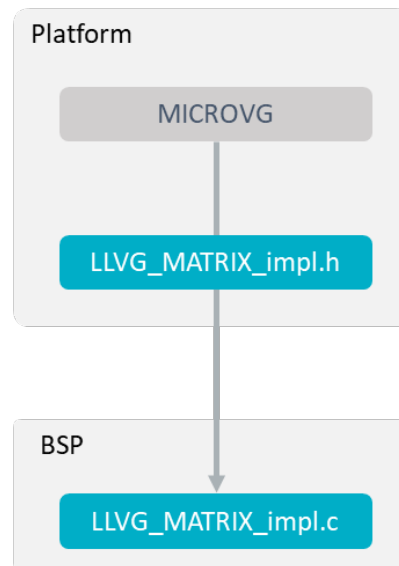 Platform
MICROVG
LLVG_MATRIX_impl.h
BSP
LLVG_MATRIX_impl.c